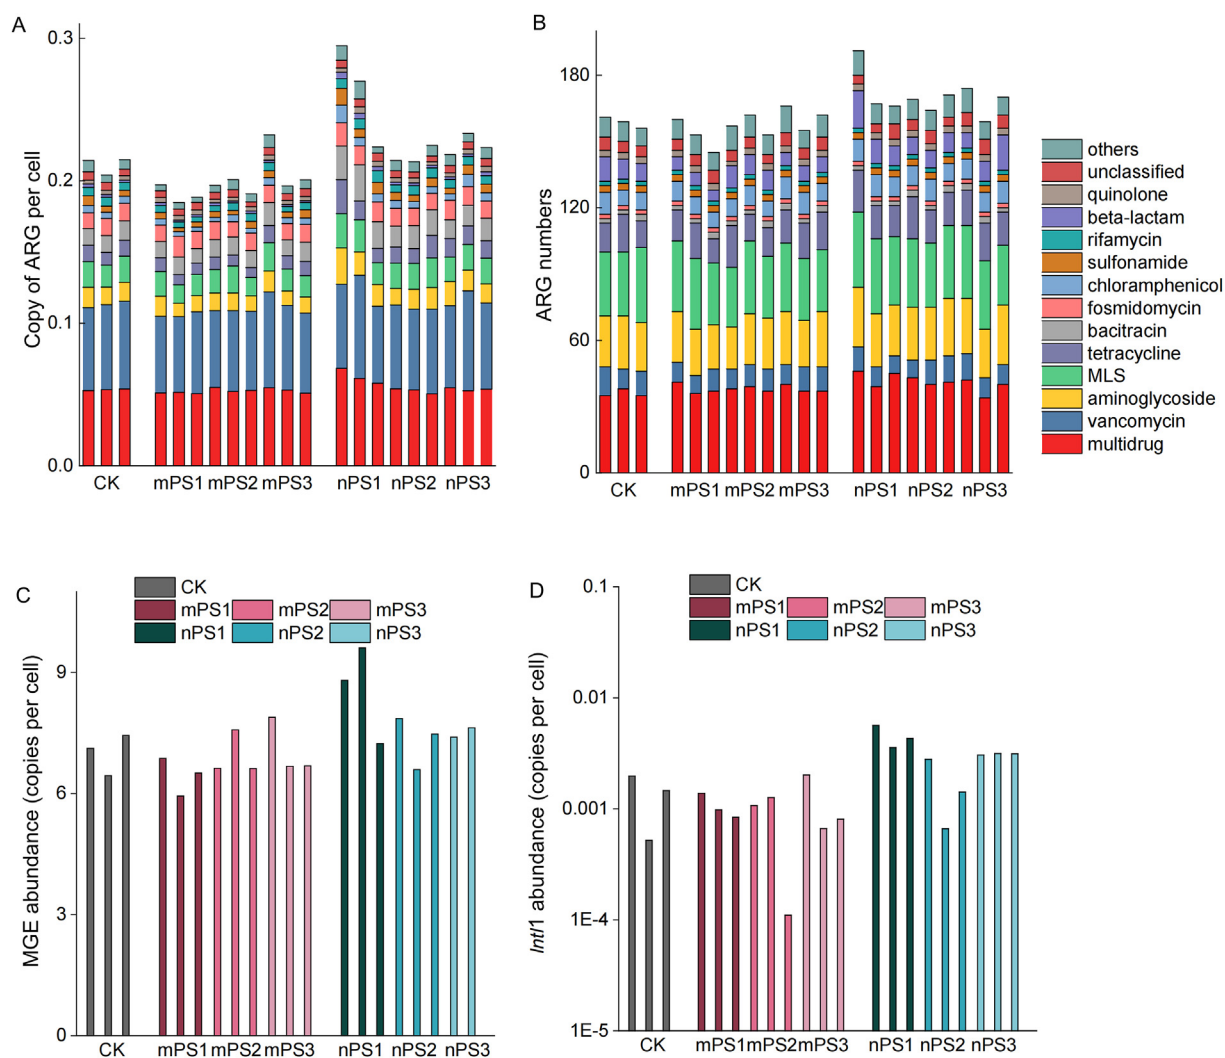 A
Copy of ARG per cell
0.3
0.2
0.1
0.0
CK
mPS1
mPS2
mPS3
nPS1
nPS2
nPS3
B
ARG numbers
180
120
60
0
CK
mPS1
mPS2
mPS3
nPS1
nPS2
nPS3
others
unclassified
quinolone
beta-lactam
rifamycin
sulfonamide
chloramphenicol
fosmidomycin
bacitracin
tetracycline
MLS
aminoglycoside
vancomycin
multidrug
C
CK
mPS1 mPS2 mPS3
nPS1 nPS2 nPS3
MGE abundance (copies per cell)
9
6
3
0
CK
mPS1
mPS2
mPS3
nPS1
nPS2
nPS3
D
CK
mPS1 mPS2 mPS3
nPS1 nPS2 nPS3
IntI1 abundance (copies per cell)
0.1
0.01
0.001
1E-4
1E-5
CK
mPS1
mPS2
mPS3
nPS1
nPS2
nPS3